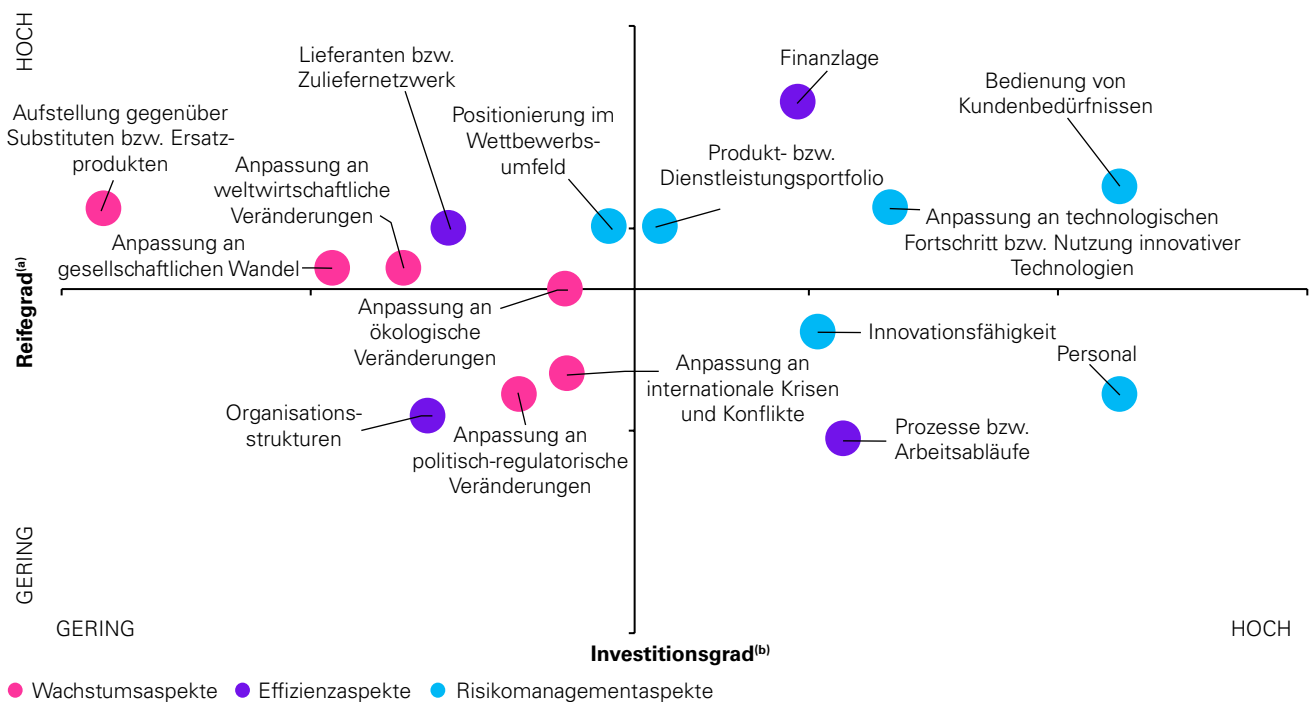 HOCH
Lieferanten bzw.
Zuliefernetzwerk
Finanzlage
Bedienung von
Kundenbedürfnissen
Aufstellung gegenüber
Substituten bzw. Ersatz-
produkten
Positionierung im
Wettbewerbs-
umfeld
Anpassung an
weltwirtschaftliche
Veränderungen
Produkt- bzw.
Dienstleistungsportfolio
Anpassung an
gesellschaftlichen Wandel
Anpassung an technologischen
Fortschritt bzw. Nutzung innovativer
Technologien
Reifegrad(a)
Anpassung an
ökologische
Veränderungen
Innovationsfähigkeit
Anpassung an
internationale Krisen
und Konflikte
Personal
Organisations-
strukturen
Anpassung an
politisch-regulatorische
Veränderungen
Prozesse bzw.
Arbeitsabläufe
GERING
GERING
HOCH
Investitionsgrad(b)
Wachstumsaspekte
Effizienzaspekte
Risikomanagementaspekte